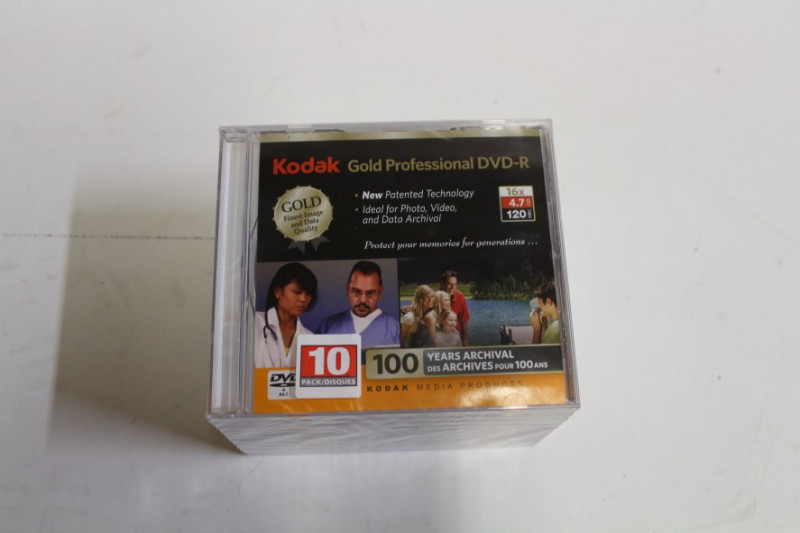 Kodak Gold Professional DVD-R
GOLD
Finest Image
and Data
Quality
• New Patented Technology
• Ideal for Photo, Video,
and Data Archival
16x
4.7
120
Protect your memories for generations ...
10
PACK/DISQUES
100 YEARS ARCHIVAL
DES ARCHIVES POUR 100 ANS
DVD
R
4.7
KODAK MEDIA PRODUCTS